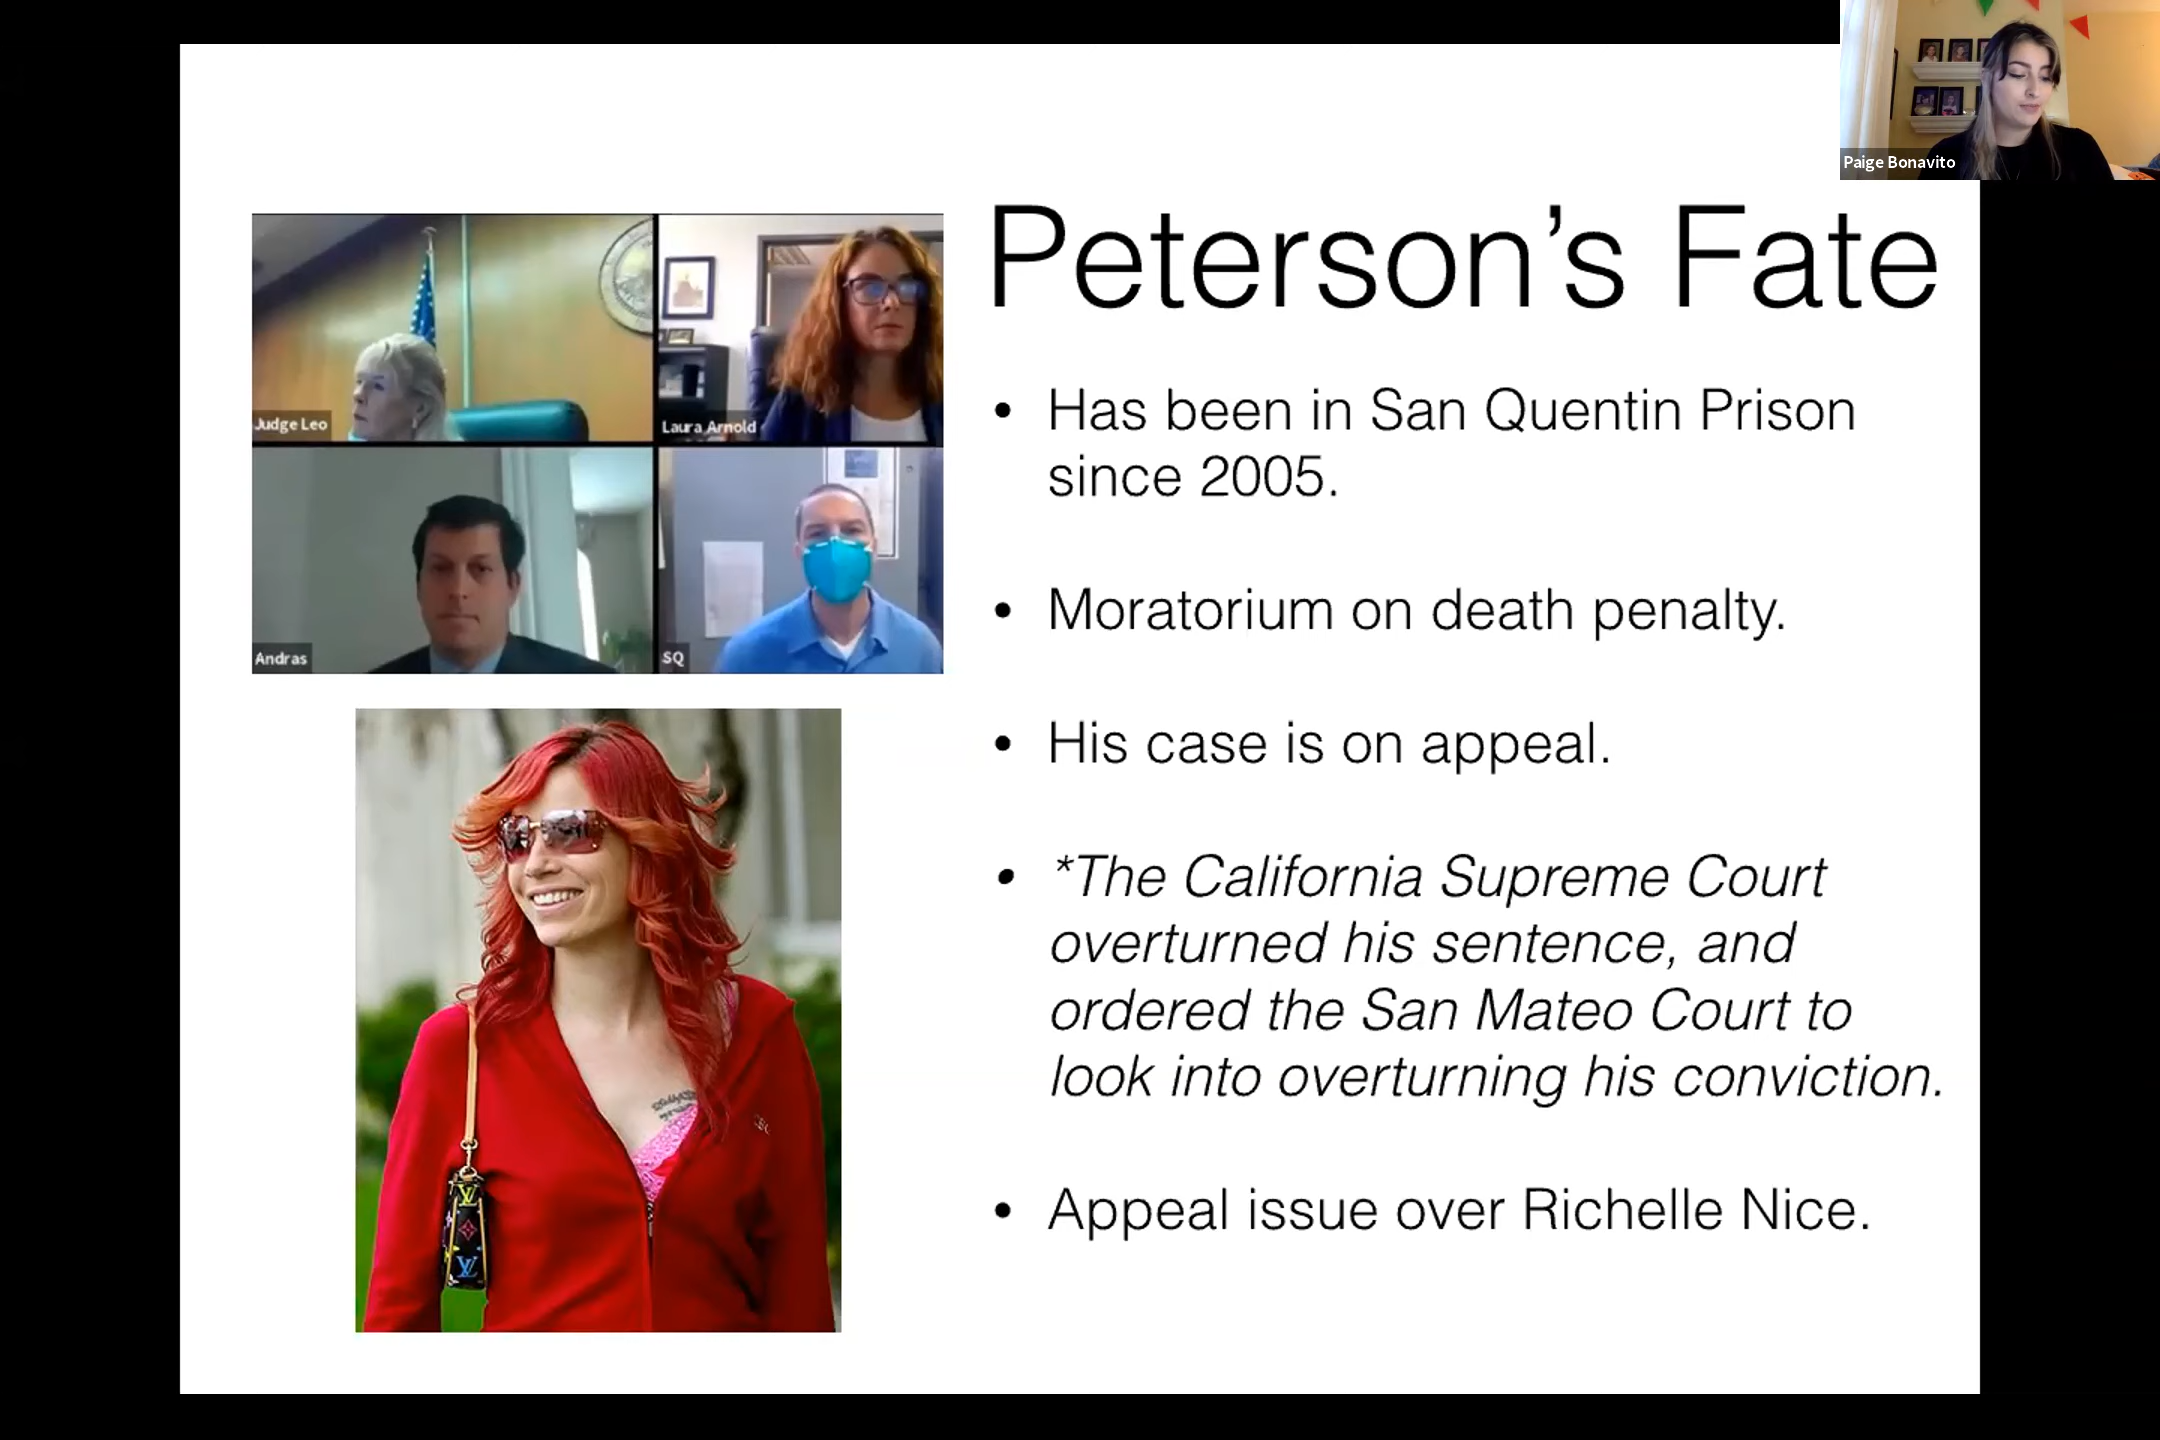 Paige Bonavito
Peterson’s Fate
Judge Leo
Laura Arnold
Andras
SQ
• Has been in San Quentin Prison
since 2005.
• Moratorium on death penalty.
• His case is on appeal.
• *The California Supreme Court
overturned his sentence, and
ordered the San Mateo Court to
look into overturning his conviction.
• Appeal issue over Richelle Nice.